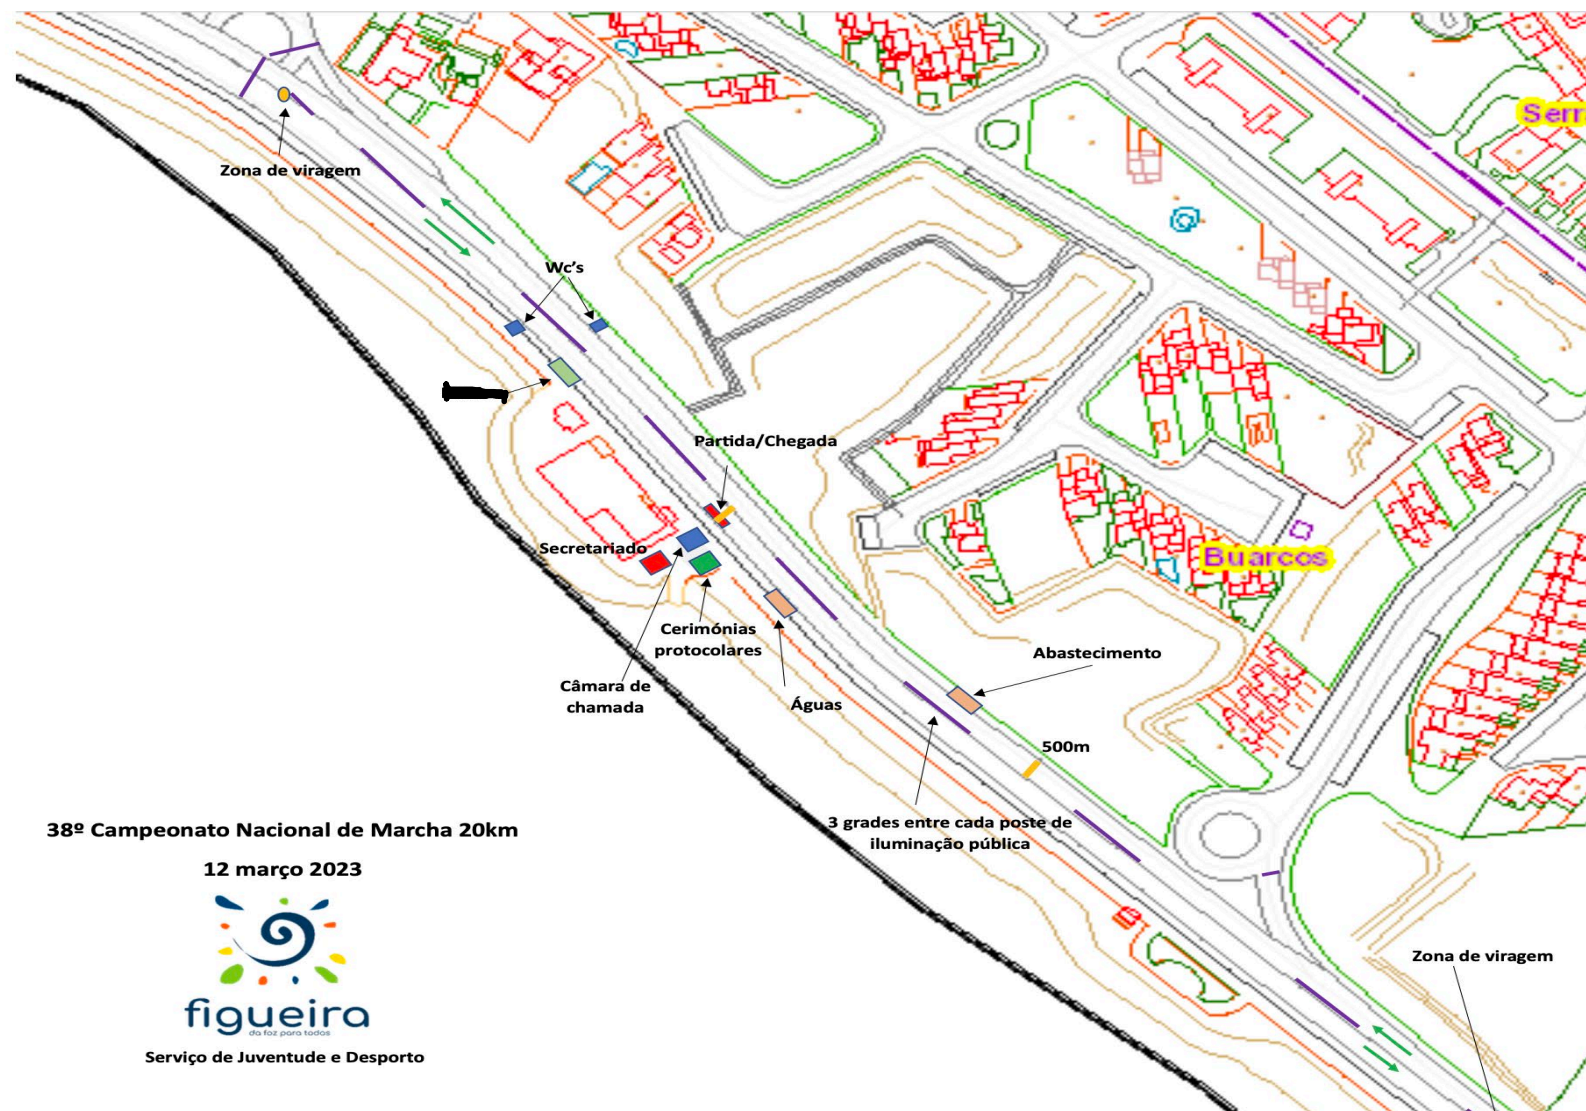 Serr
Zona de viragem
Wc's
Partida/Chegada
Secretariado
Búarcos
Cerimónias
protocolares
Abastecimento
Câmara de
chamada
Águas
500m
3 grades entre cada poste de
iluminação pública
38º Campeonato Nacional de Marcha 20km
12 março 2023
figueira
da foz para todos
Serviço de Juventude e Desporto
Zona de viragem